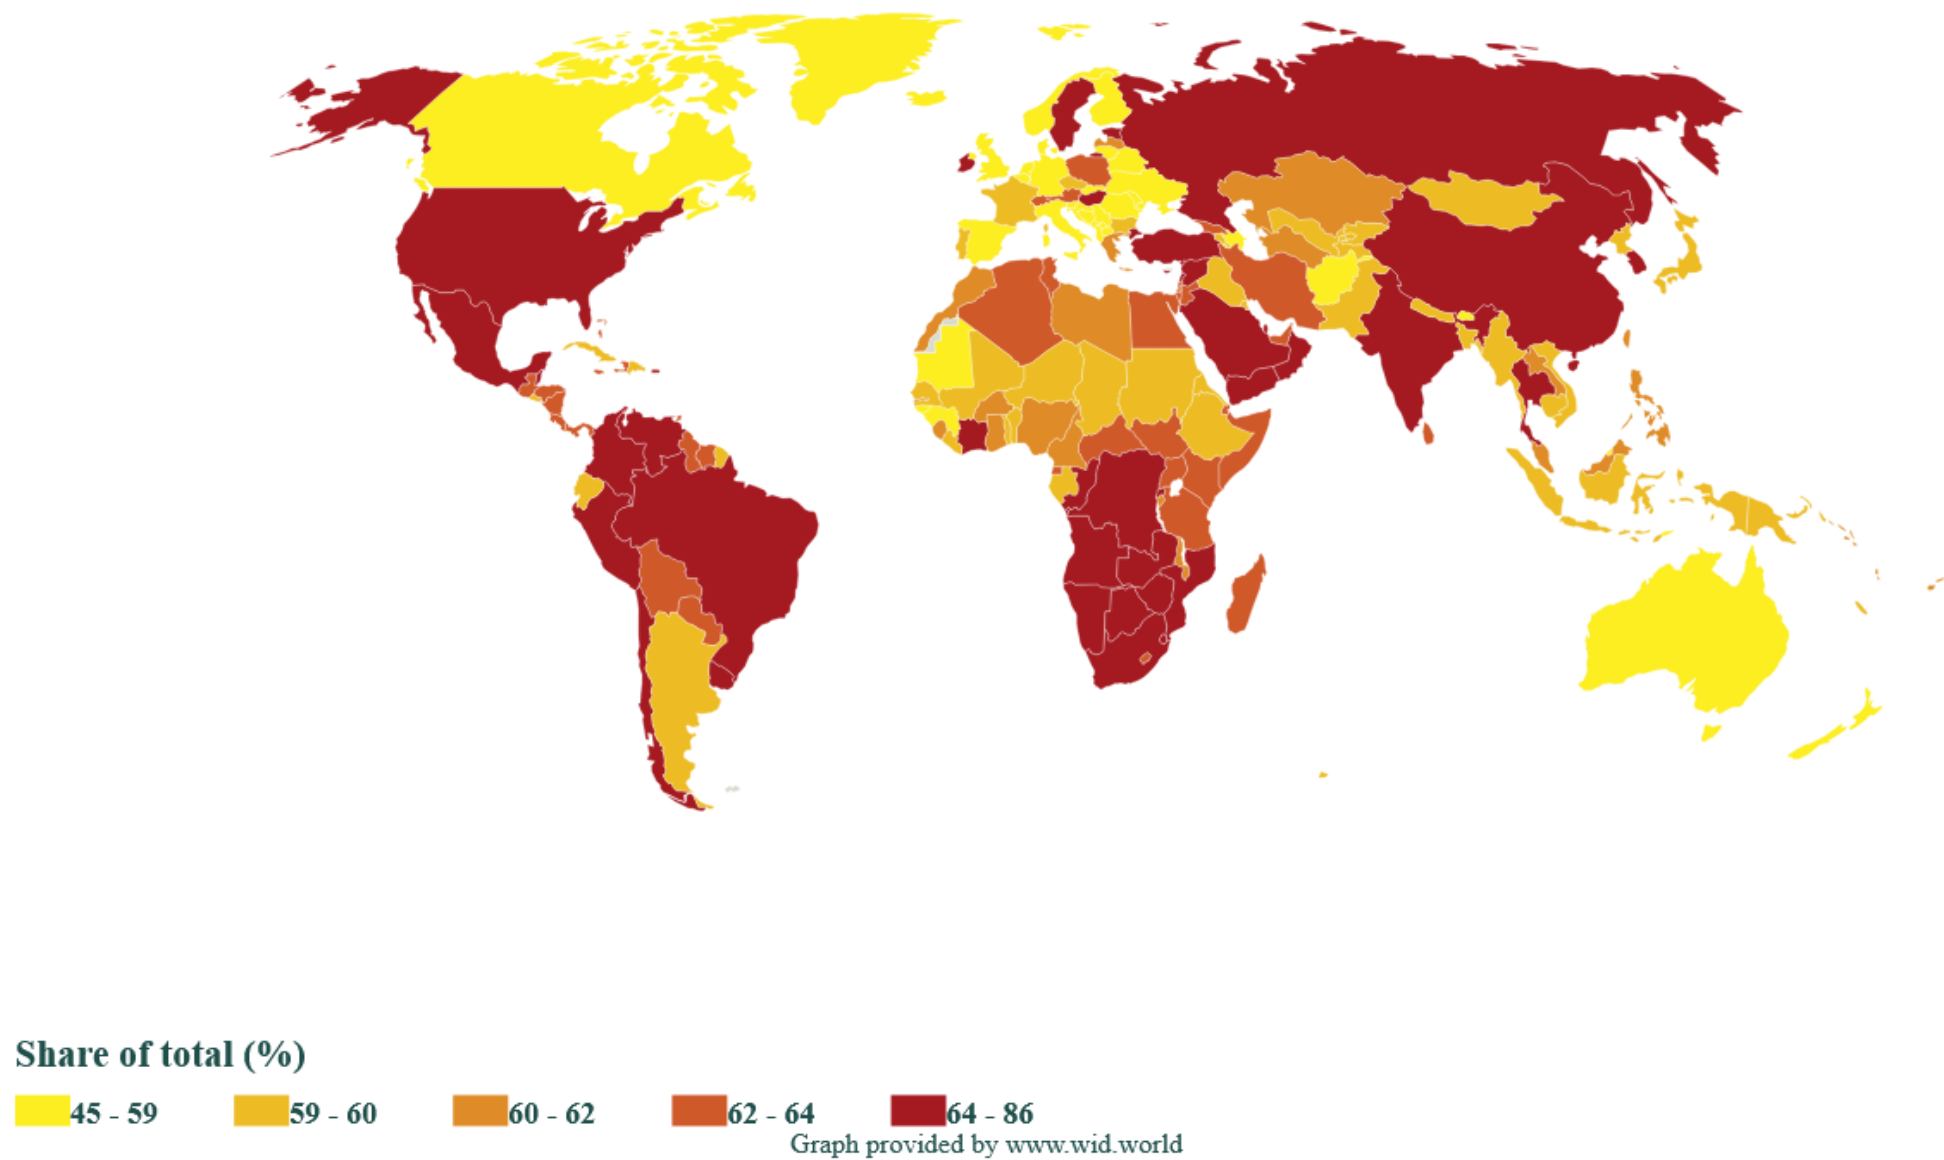 Share of total (%)
45 - 59 59 - 60 60 - 62 62 - 64 64 - 86
Graph provided by www.wid.world